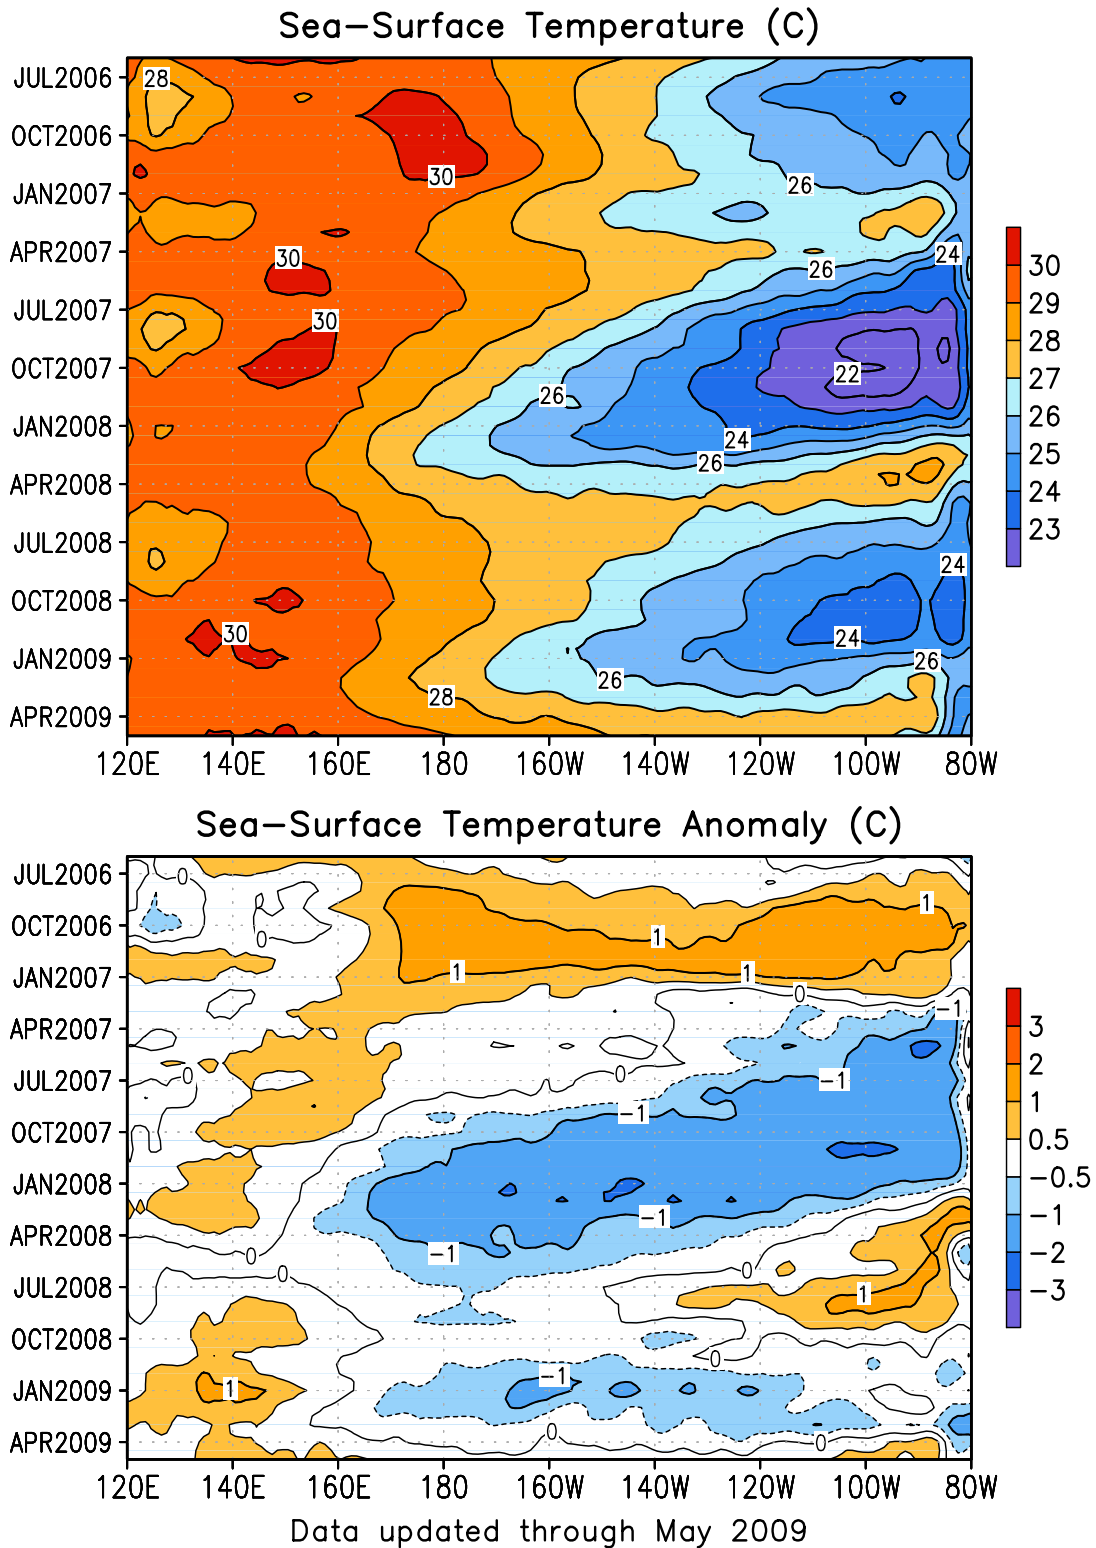 Sea-Surface Temperature (C)
JUL2006
OCT2006
JAN2007
APR2007
JUL2007
OCT2007
JAN2008
APR2008
JUL2008
OCT2008
JAN2009
APR2009
28
30
26
30
26
24
30
22
26
24
26
24
30
24
26
26
28
30
29
28
27
26
25
24
23
120E 140E 160E 180 160W 140W 120W 100W 80W
Sea-Surface Temperature Anomaly (C)
JUL2006
OCT2006
JAN2007
APR2007
JUL2007
OCT2007
JAN2008
APR2008
JUL2008
OCT2008
JAN2009
APR2009
0
1
0
1
1
1
0
-1
0
0
-1
-1
-1
-1
0
0
0
1
0
-1
1
0
0
3
2
1
0.5
-0.5
-1
-2
-3
120E 140E 160E 180 160W 140W 120W 100W 80W
Data updated through May 2009